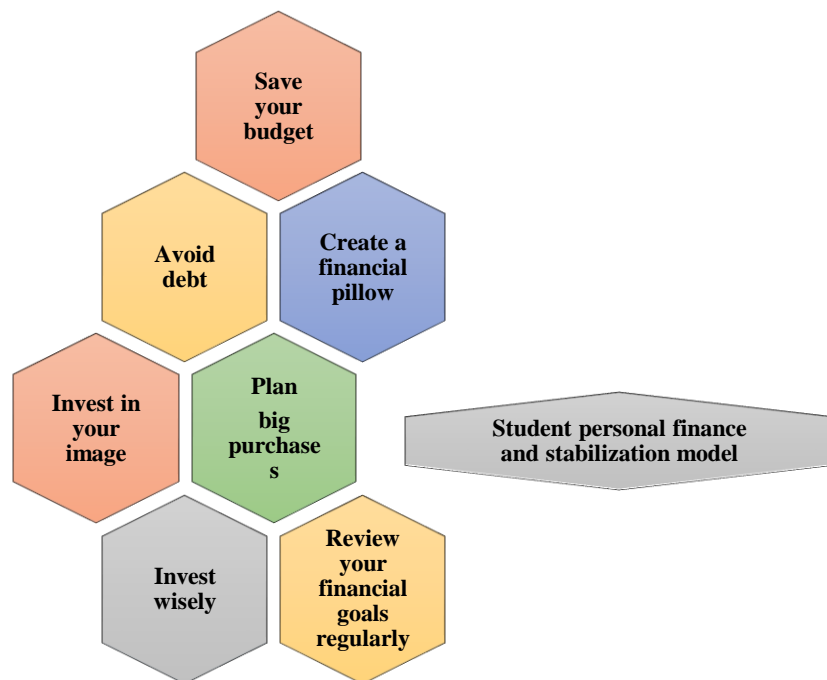 Save
your
budget
Avoid
debt
Create a
financial
pillow
Invest in
your
image
Plan
big
purchase
s
Student personal finance
and stabilization model
Invest
wisely
Review
your
financial
goals
regularly